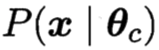 P(𝒙 | 𝜽_c)